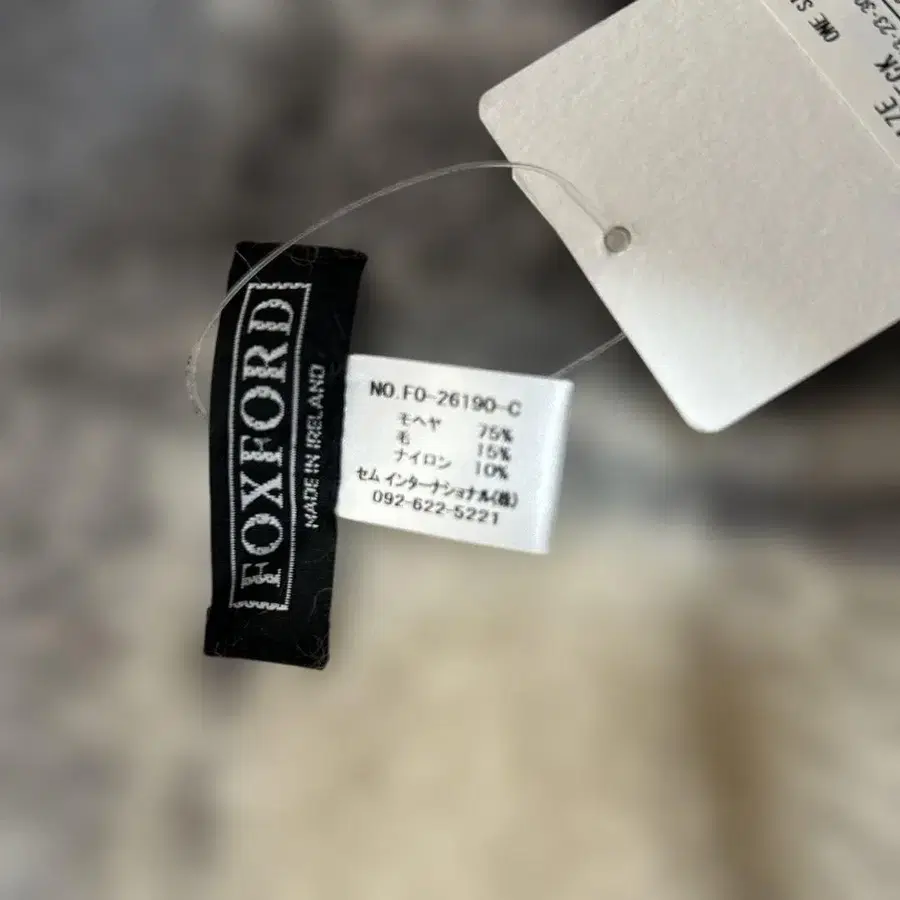 FOXFORD
MADE IN IRELAND
NO.FO-26190-C
モヘヤ 75%
毛 15%
ナイロン 10%
セム インターナショナル(株)
092-622-5221
ONE